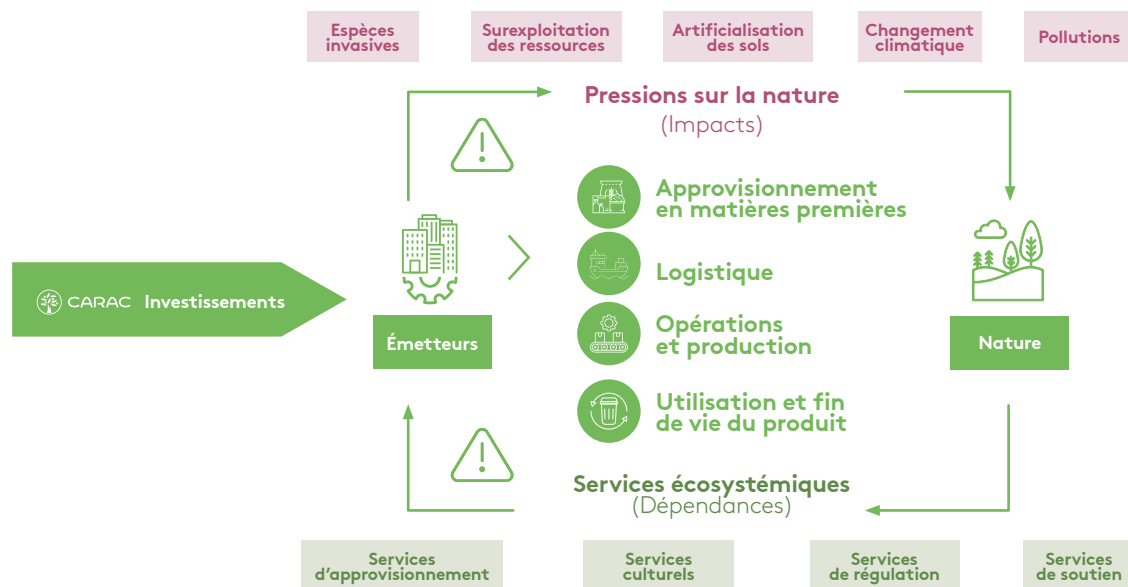 Espèces
invasives
Surexploitation
des ressources
Artificialisation
des sols
Changement
climatique
Pollutions
Pressions sur la nature
(Impacts)
Approvisionnement
en matières premières
Logistique
CARAC Investissements
Opérations
et production
Émetteurs
Nature
Utilisation et fin
de vie du produit
Services écosystémiques
(Dépendances)
Services
d'approvisionnement
Services
culturels
Services
de régulation
Services
de soutien